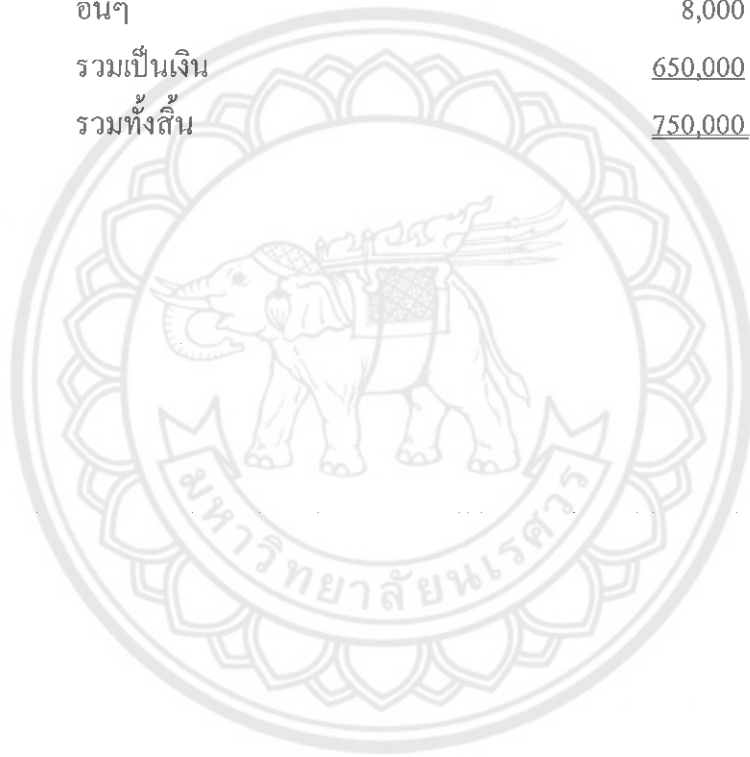 อื่นๆ 8,000
รวมเป็นเงิน 650,000
รวมทั้งสิ้น 750,000
มหาวิทยาลัยนเรศวร